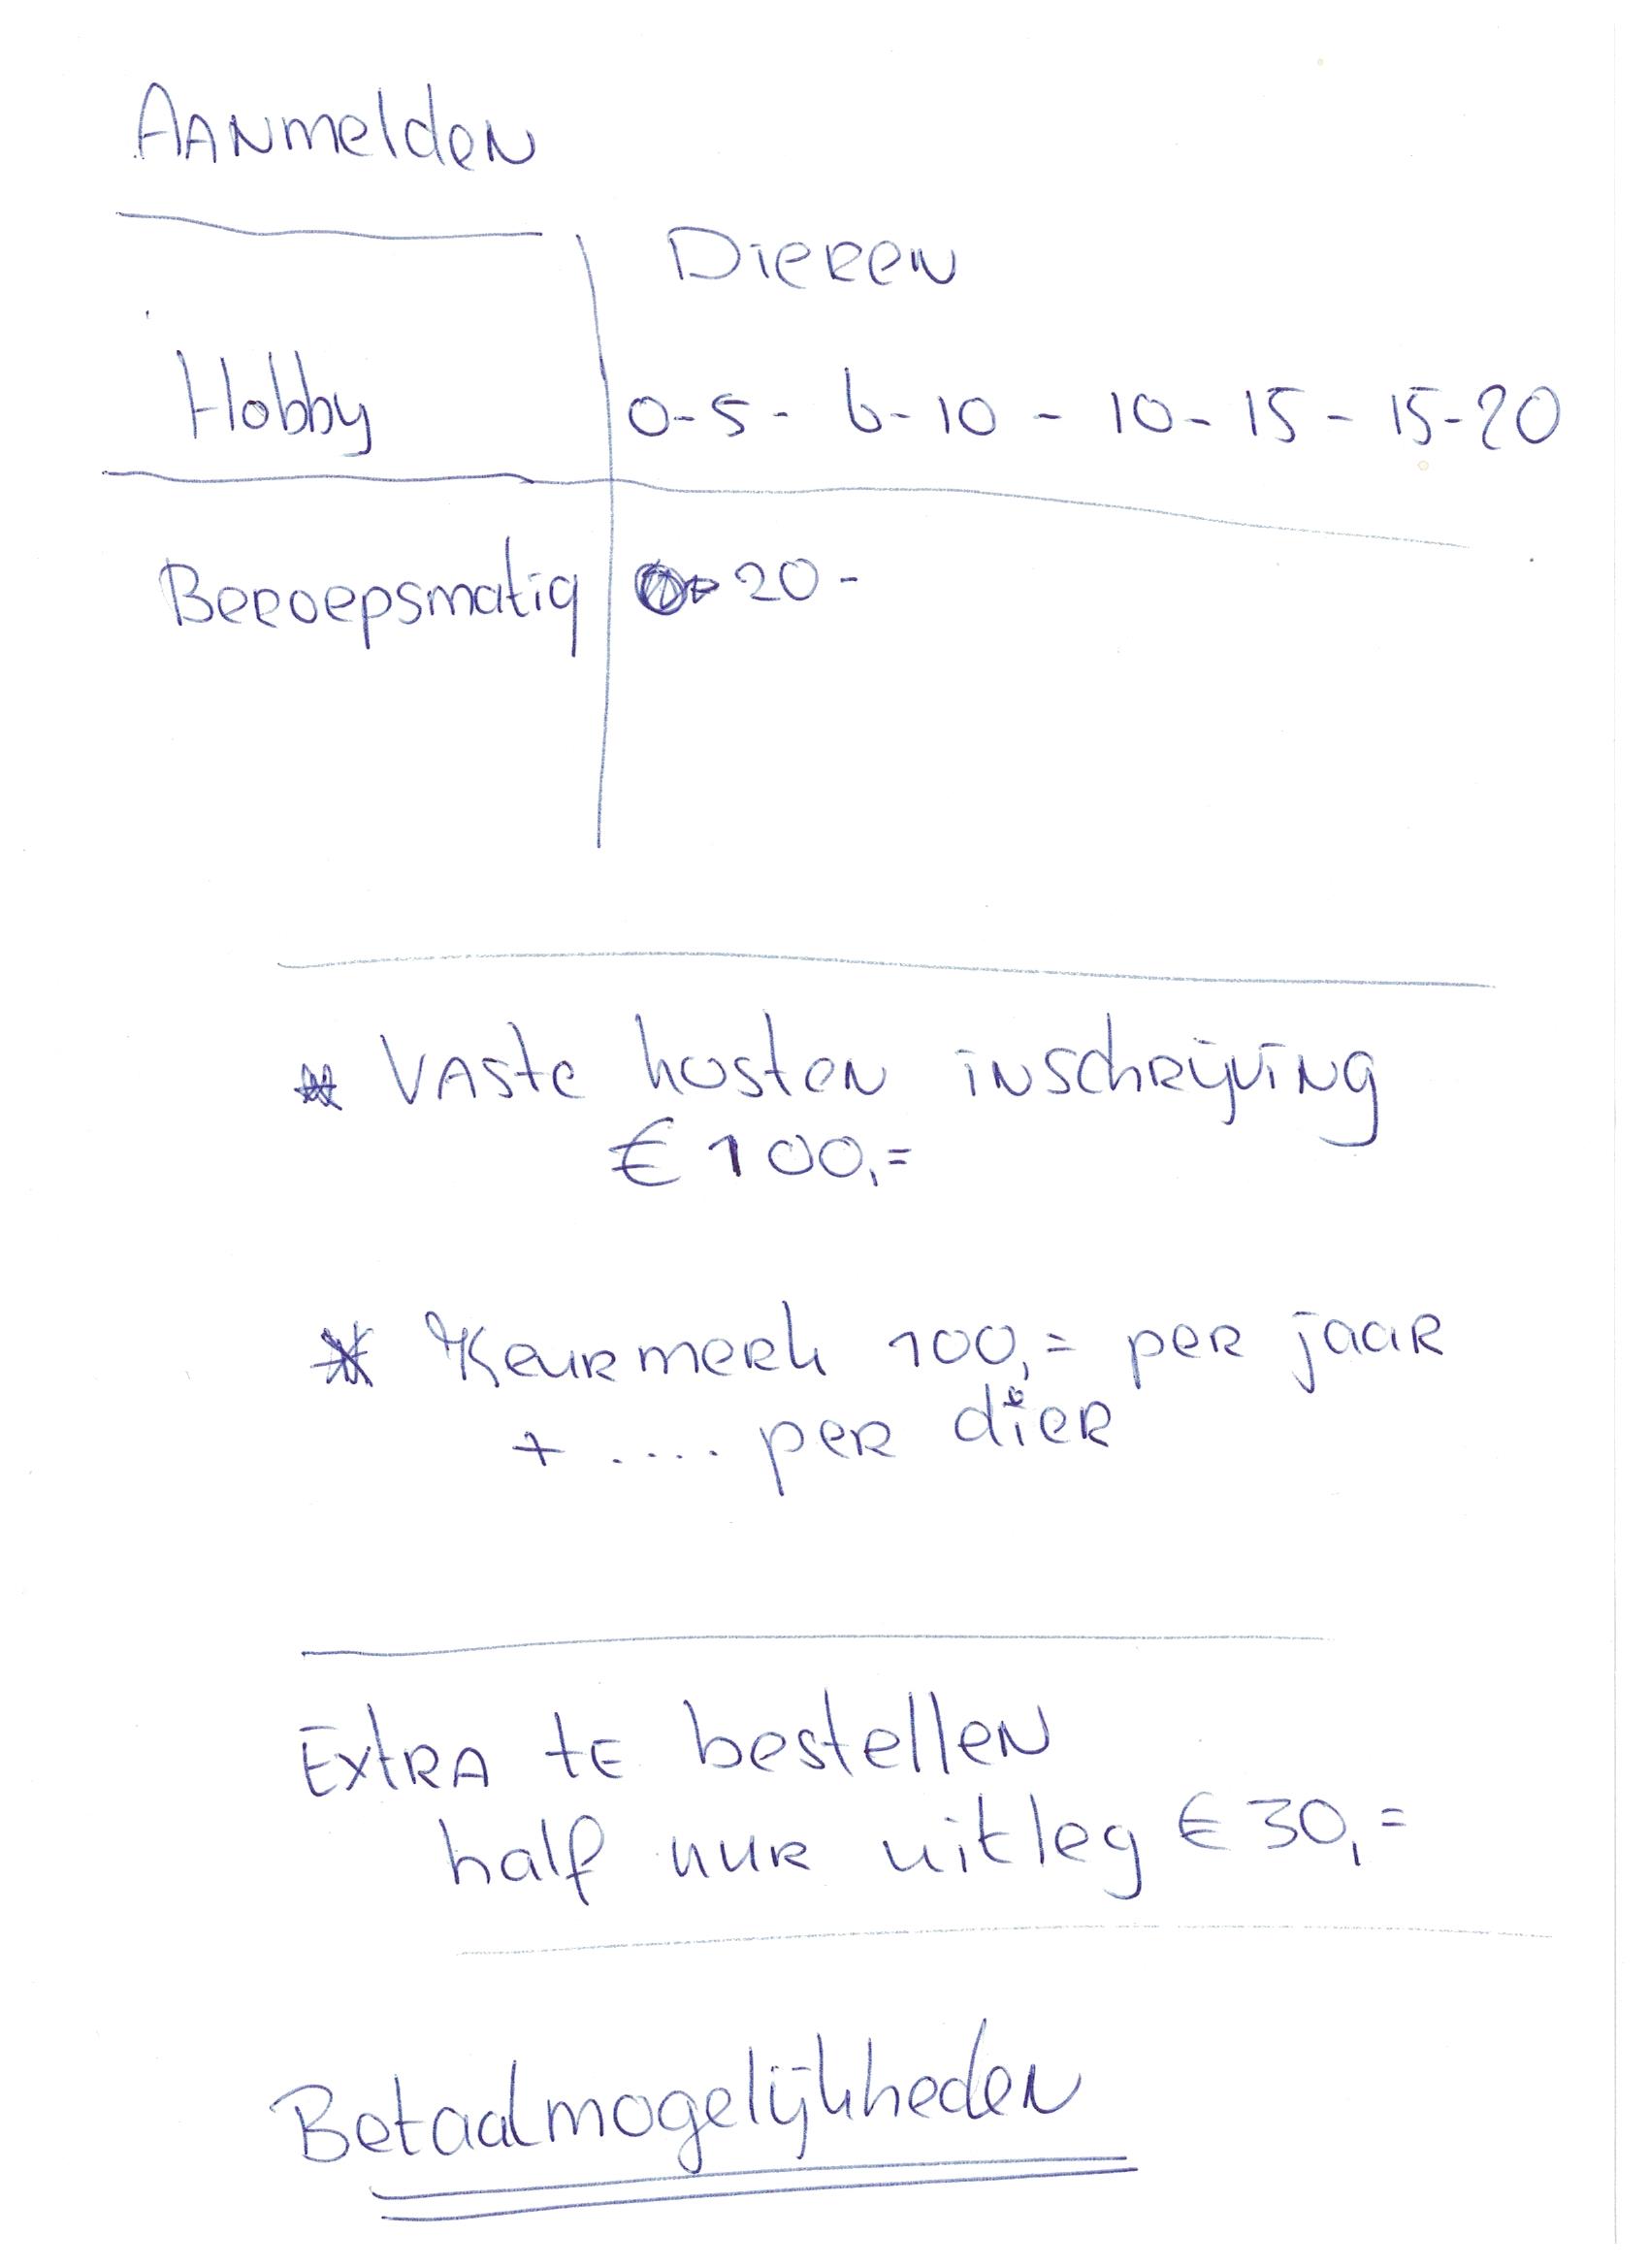 Aanmelden
Dieren
Hobby 0-5- 6-10 - 10-15 - 15-20
Beroepsmatig 20-
* Vaste kosten inschrijving
€ 100,=
* Keurmerk 100,= per jaar
+ .... per dier
Extra te bestellen
half uur uitleg € 30,=
Betaalmogelijkheden